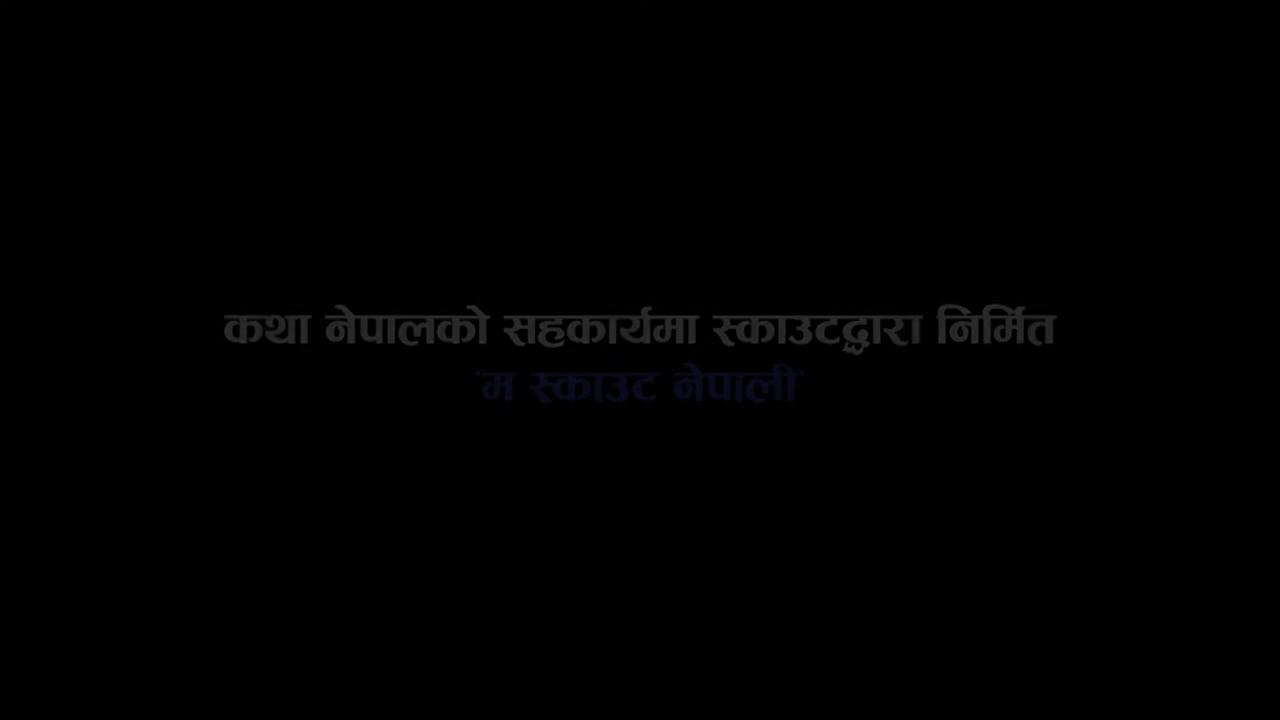 कथा नेपालको सहकार्यमा स्काउटद्वारा निर्मित
'म स्काउट नेपाली'